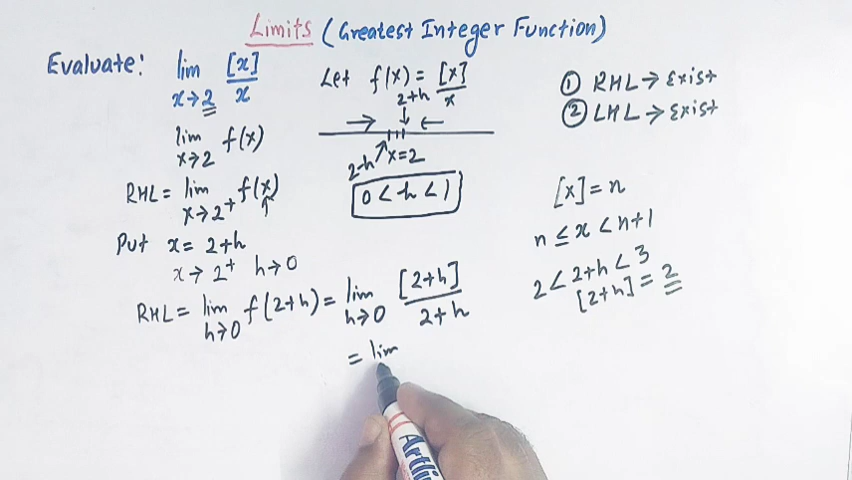 Limits (Greatest Integer Function)
Evaluate: lim x→2 [x]/x
Let f(x) = [x]/x
① RHL → Exist
② LHL → Exist
lim x→2 f(x)
2+h
2-h x=2
0 < h < 1
RHL = lim x→2+ f(x)
[x] = n
n ≤ x < n+1
Put x = 2+h
x→2+ h→0
2 < 2+h < 3
[2+h] = 2
RHL = lim h→0 f(2+h) = lim h→0 [2+h]/2+h
= lim
Artlin